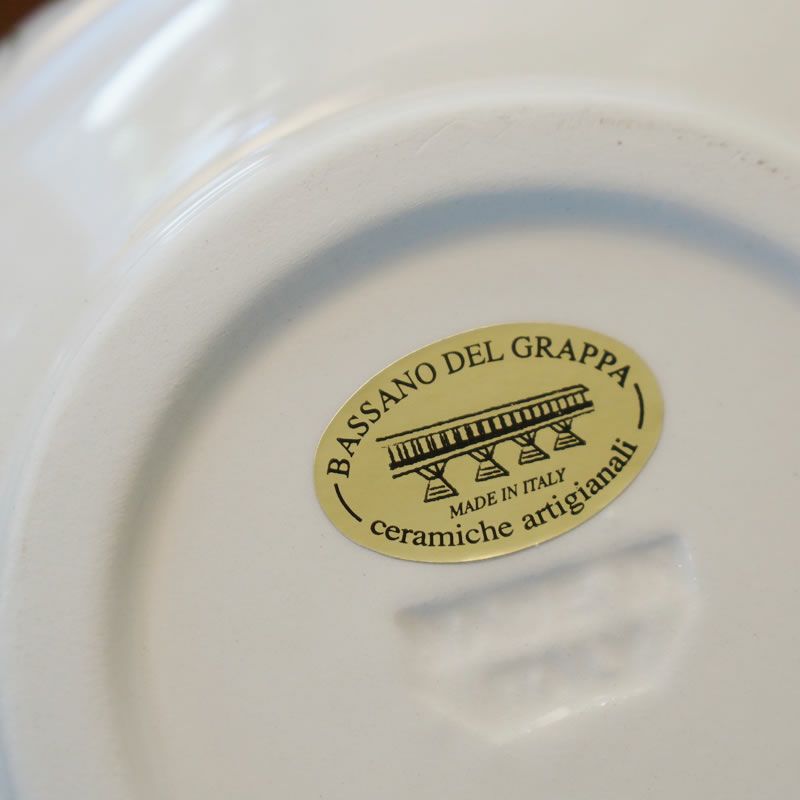 BASSANO DEL GRAPPA
MADE IN ITALY
ceramiche artigianali